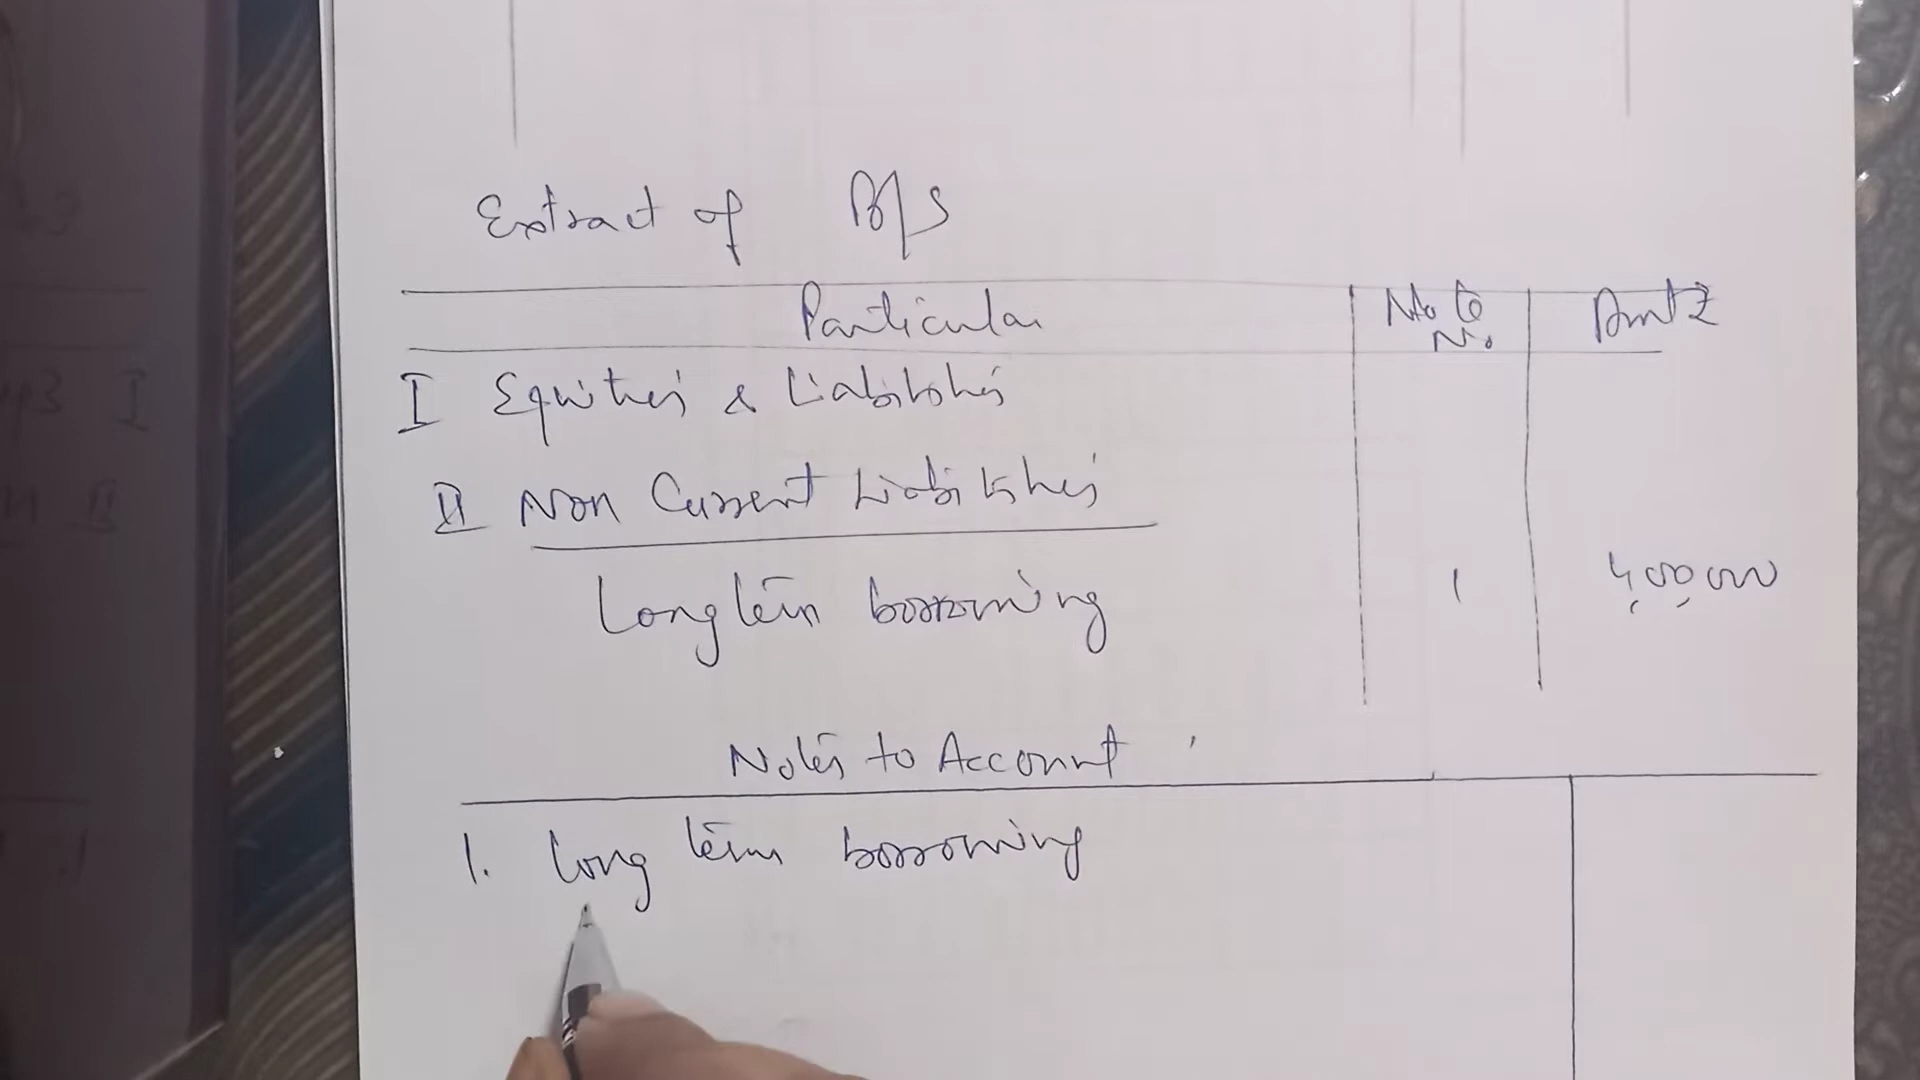 Extract of B/S
Particular Note No. Amt ₹
I Equities & Liabilities
II Non Current Liabilities
Long term borrowing 1 4,00,000
Notes to Account
1. Long term borrowing